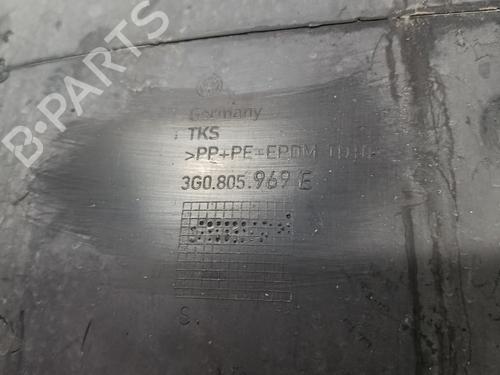 B-PARTS
Germany
TKS
>PP+PE-EPDM
3G0.805.969 E
S.